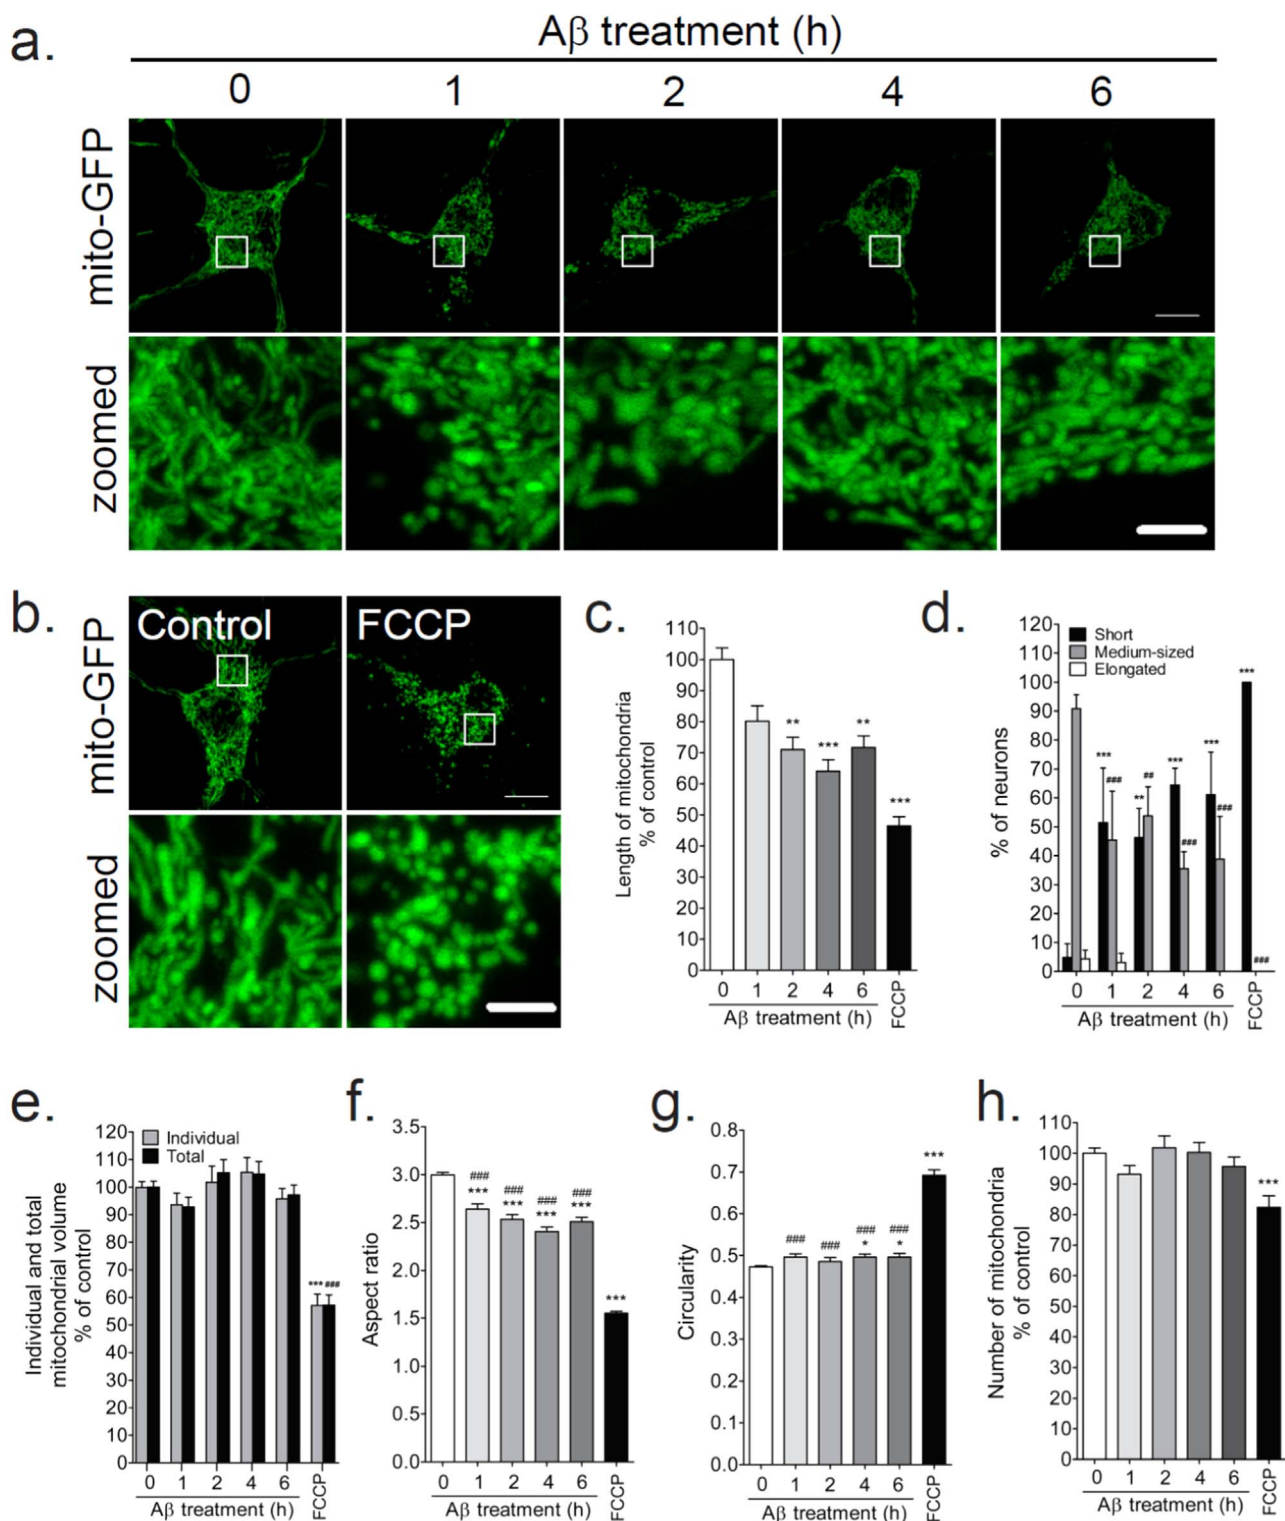 a.
Aβ treatment (h)
0 1 2 4 6
mito-GFP
zoomed
b.
Control FCCP
mito-GFP
zoomed
c.
Length of mitochondria
% of control
110
100
90
80
70
60
50
40
30
20
10
0
** *** ** ***
0 1 2 4 6 FCCP
Aβ treatment (h)
d.
% of neurons
120
110
100
90
80
70
60
50
40
30
20
10
0
Short
Medium-sized
Elongated
***
*** ### ** ## *** ### *** ### ###
0 1 2 4 6 FCCP
Aβ treatment (h)
e.
Individual and total
mitochondrial volume
% of control
120
110
100
90
80
70
60
50
40
30
20
10
0
Individual
Total
*** ###
0 1 2 4 6 FCCP
Aβ treatment (h)
f.
Aspect ratio
3.5
3.0
2.5
2.0
1.5
1.0
0.5
0.0
### ### ### ###
*** *** *** ***
***
0 1 2 4 6 FCCP
Aβ treatment (h)
g.
Circularity
0.8
0.7
0.6
0.5
0.4
0.3
0.2
0.1
0.0
***
### ### ### ###
* *
0 1 2 4 6 FCCP
Aβ treatment (h)
h.
Number of mitochondria
% of control
110
100
90
80
70
60
50
40
30
20
10
0
***
0 1 2 4 6 FCCP
Aβ treatment (h)